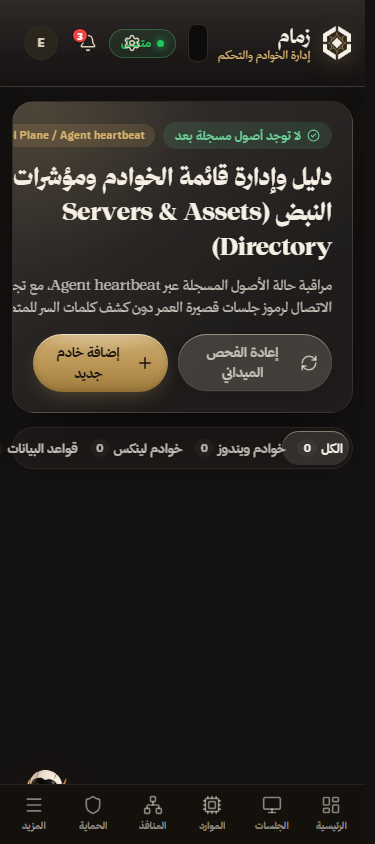 زمام
إدارة الخوادم والتحكم
3
E
لا توجد أصول مسجلة بعد
Plane / Agent heartbeat
دليل وإدارة قائمة الخوادم ومؤشرات
النبض (Servers & Assets
Directory)
مراقبة حالة الأصول المسجلة عبر Agent heartbeat، مع
الاتصال لرموز جلسات قصيرة العمر دون كشف كلمات السر
إعادة الفحص
الميداني
إضافة خادم
جديد
الكل 0 خوادم ويندوز 0 خوادم لينكس 0 قواعد البيانات
الرئيسية
الجلسات
الموارد
المنافذ
الحماية
المزيد